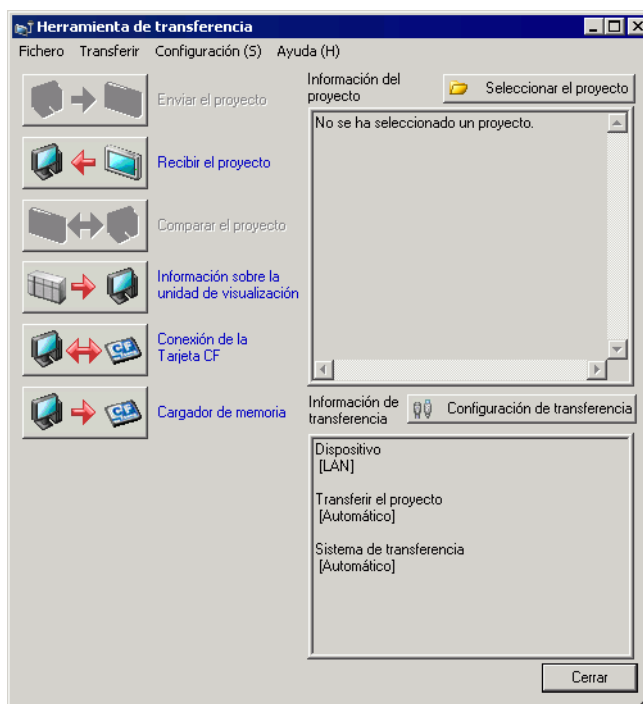 Herramienta de transferencia
Fichero Transferir Configuración (S) Ayuda (H)
Enviar el proyecto
Recibir el proyecto
Comparar el proyecto
Información sobre la
unidad de visualización
CF
Conexión de la
Tarjeta CF
CF
Cargador de memoria
Información del
proyecto
Seleccionar el proyecto
No se ha seleccionado un proyecto.
Información de
transferencia
Configuración de transferencia
Dispositivo
[LAN]
Transferir el proyecto
[Automático]
Sistema de transferencia
[Automático]
Cerrar